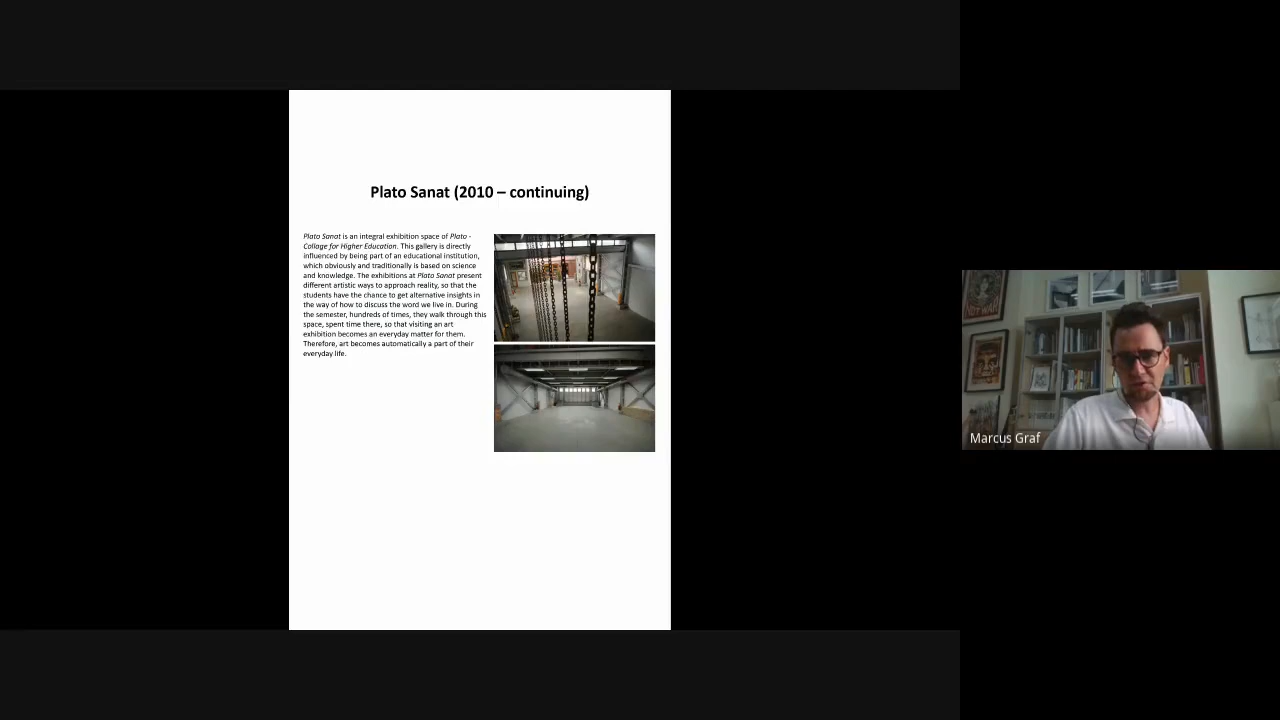 Plato Sanat (2010 – continuing)
Plato Sanat is an integral exhibition space of Plato -
Collage for Higher Education. This gallery is directly
influenced by being part of an educational institution,
which obviously and traditionally is based on science
and knowledge. The exhibitions at Plato Sanat present
different artistic ways to approach reality, so that the
students have the chance to get alternative insights in
the way of how to discuss the word we live in. During
the semester, hundreds of times, they walk through this
space, spent time there, so that visiting an art
exhibition becomes an everyday matter for them.
Therefore, art becomes automatically a part of their
everyday life.
NOT WAR
Marcus Graf